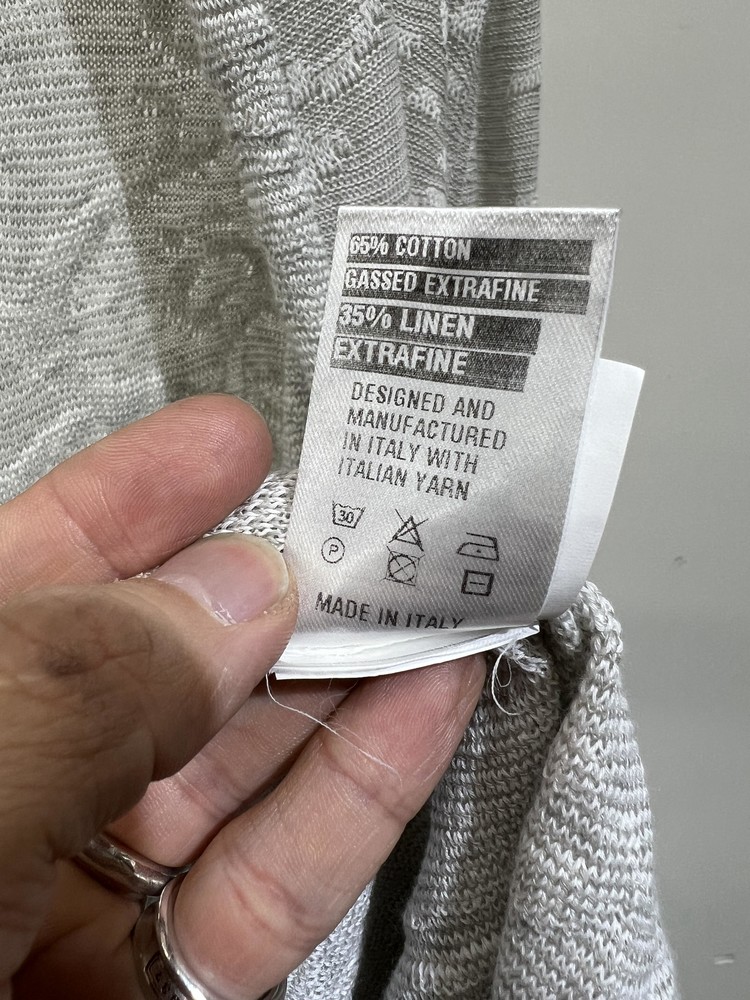 65% COTTON
GASSED EXTRAFINE
35% LINEN
EXTRAFINE
DESIGNED AND
MANUFACTURED
IN ITALY WITH
ITALIAN YARN
30
P
MADE IN ITALY